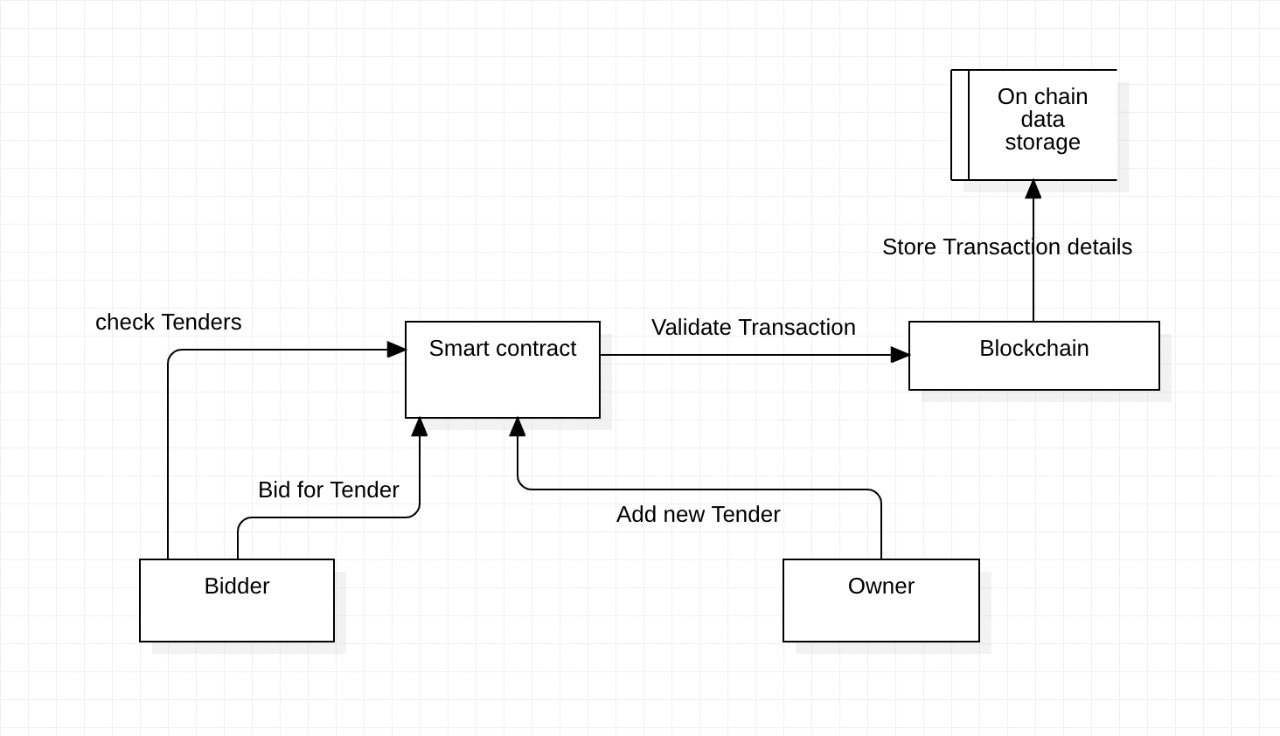 On chain
data
storage
Store Transaction details
check Tenders
Smart contract
Validate Transaction
Blockchain
Bid for Tender
Add new Tender
Bidder
Owner